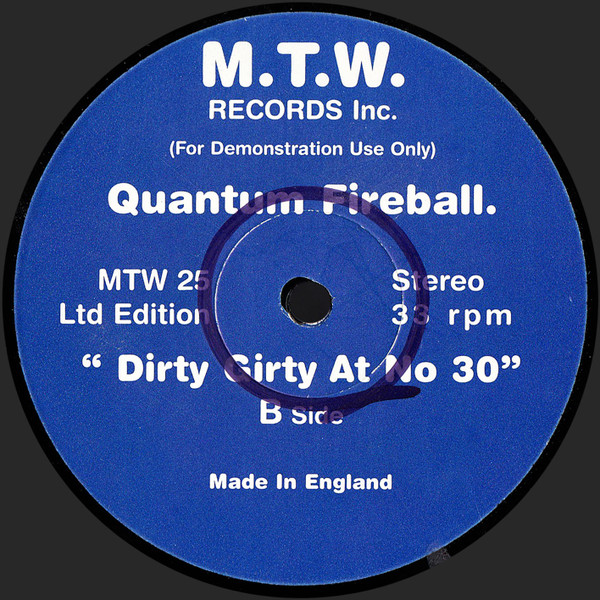 M.T.W.
RECORDS Inc.
(For Demonstration Use Only)
Quantum Fireball.
MTW 25 Stereo
Ltd Edition 33 rpm
“ Dirty Girty At No 30”
B Side
Made In England